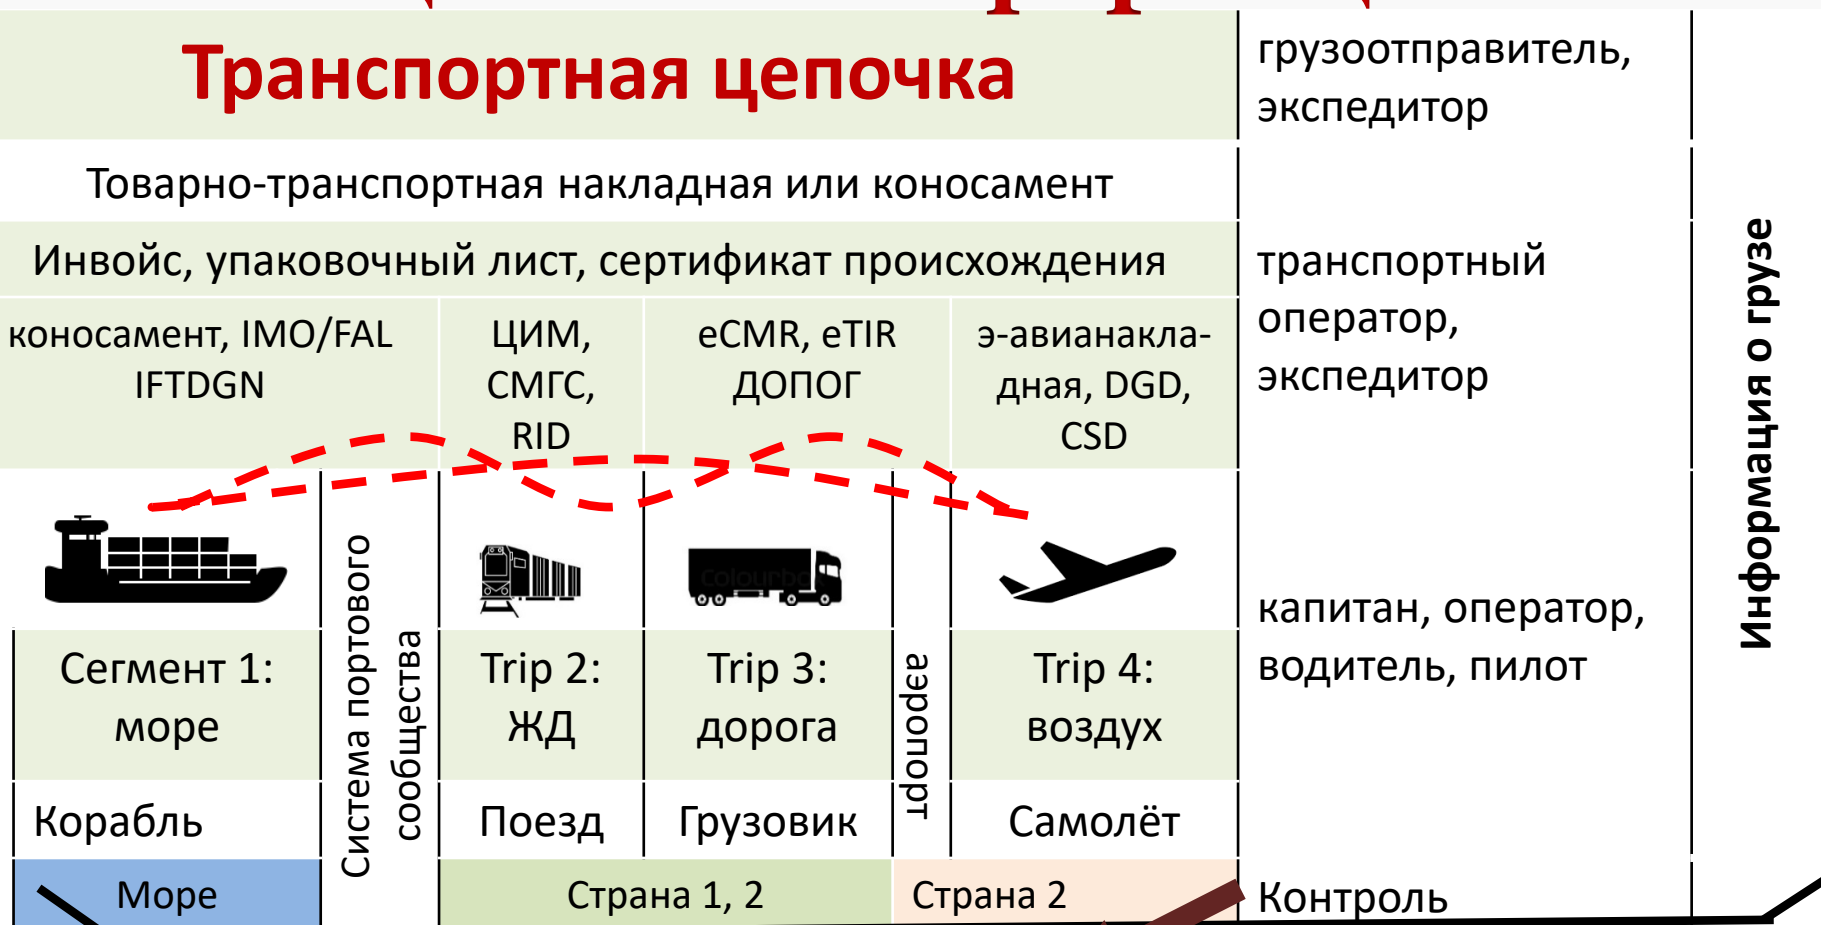 Транспортная цепочка
грузоотправитель,
экспедитор
Товарно-транспортная накладная или коносамент
Инвойс, упаковочный лист, сертификат происхождения
транспортный
оператор,
экспедитор
коносамент, IMO/FAL
IFTDGN
ЦИМ,
СМГС,
RID
eCMR, eTIR
ДОПОГ
э-авианакла-
дная, DGD,
CSD
Информация о грузе
Система портового
сообщества
colourbo
аэропорт
капитан, оператор,
водитель, пилот
Сегмент 1:
море
Trip 2:
ЖД
Trip 3:
дорога
Trip 4:
воздух
Корабль
Поезд
Грузовик
Самолёт
Море
Страна 1, 2
Страна 2
Контроль